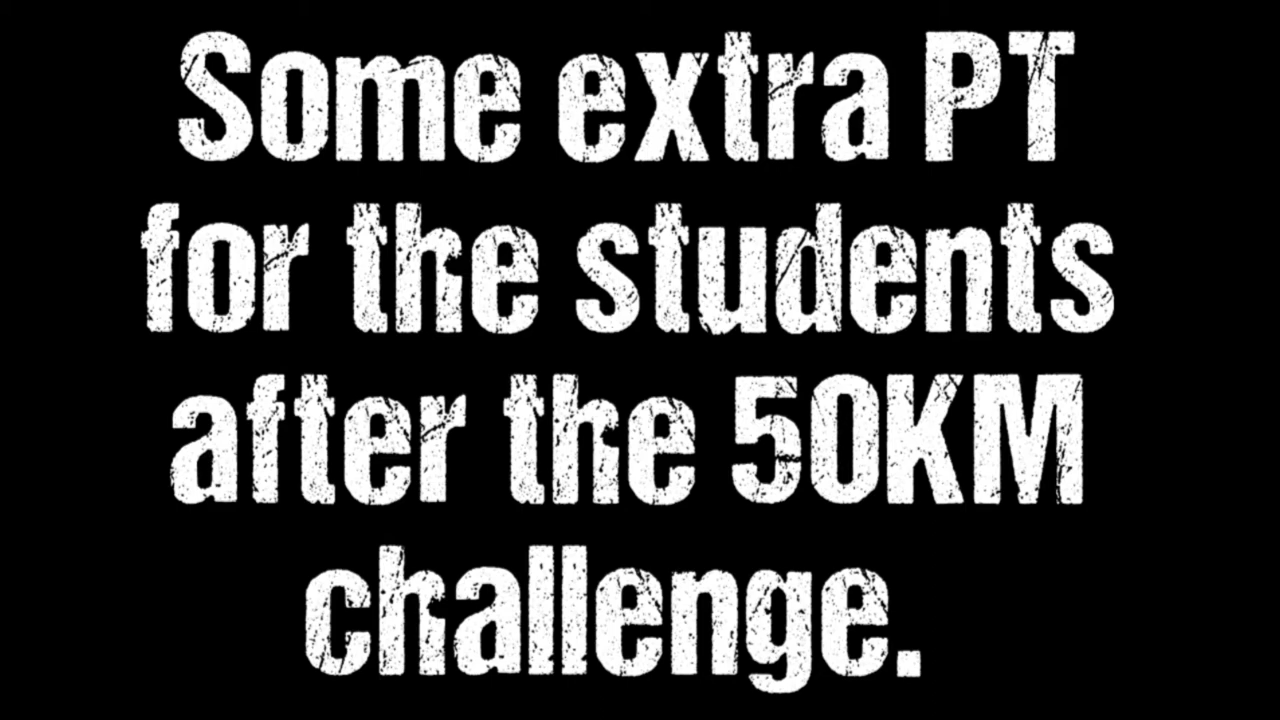 Some extra PT
for the students
after the 50KM
challenge.